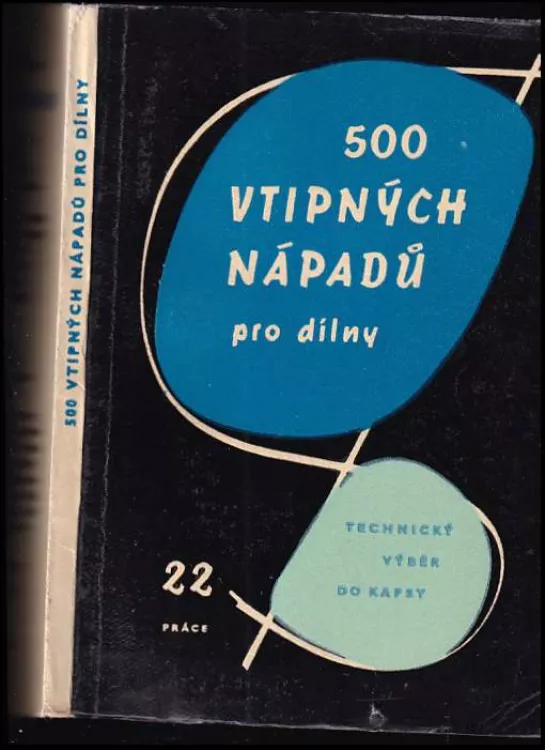 500 VTIPNÝCH NÁPADŮ PRO DÍLNY
500
VTIPNÝCH
NÁPADŮ
pro dílny
TECHNICKÝ
VÝBĚR
DO KAPSY
22
PRÁCE